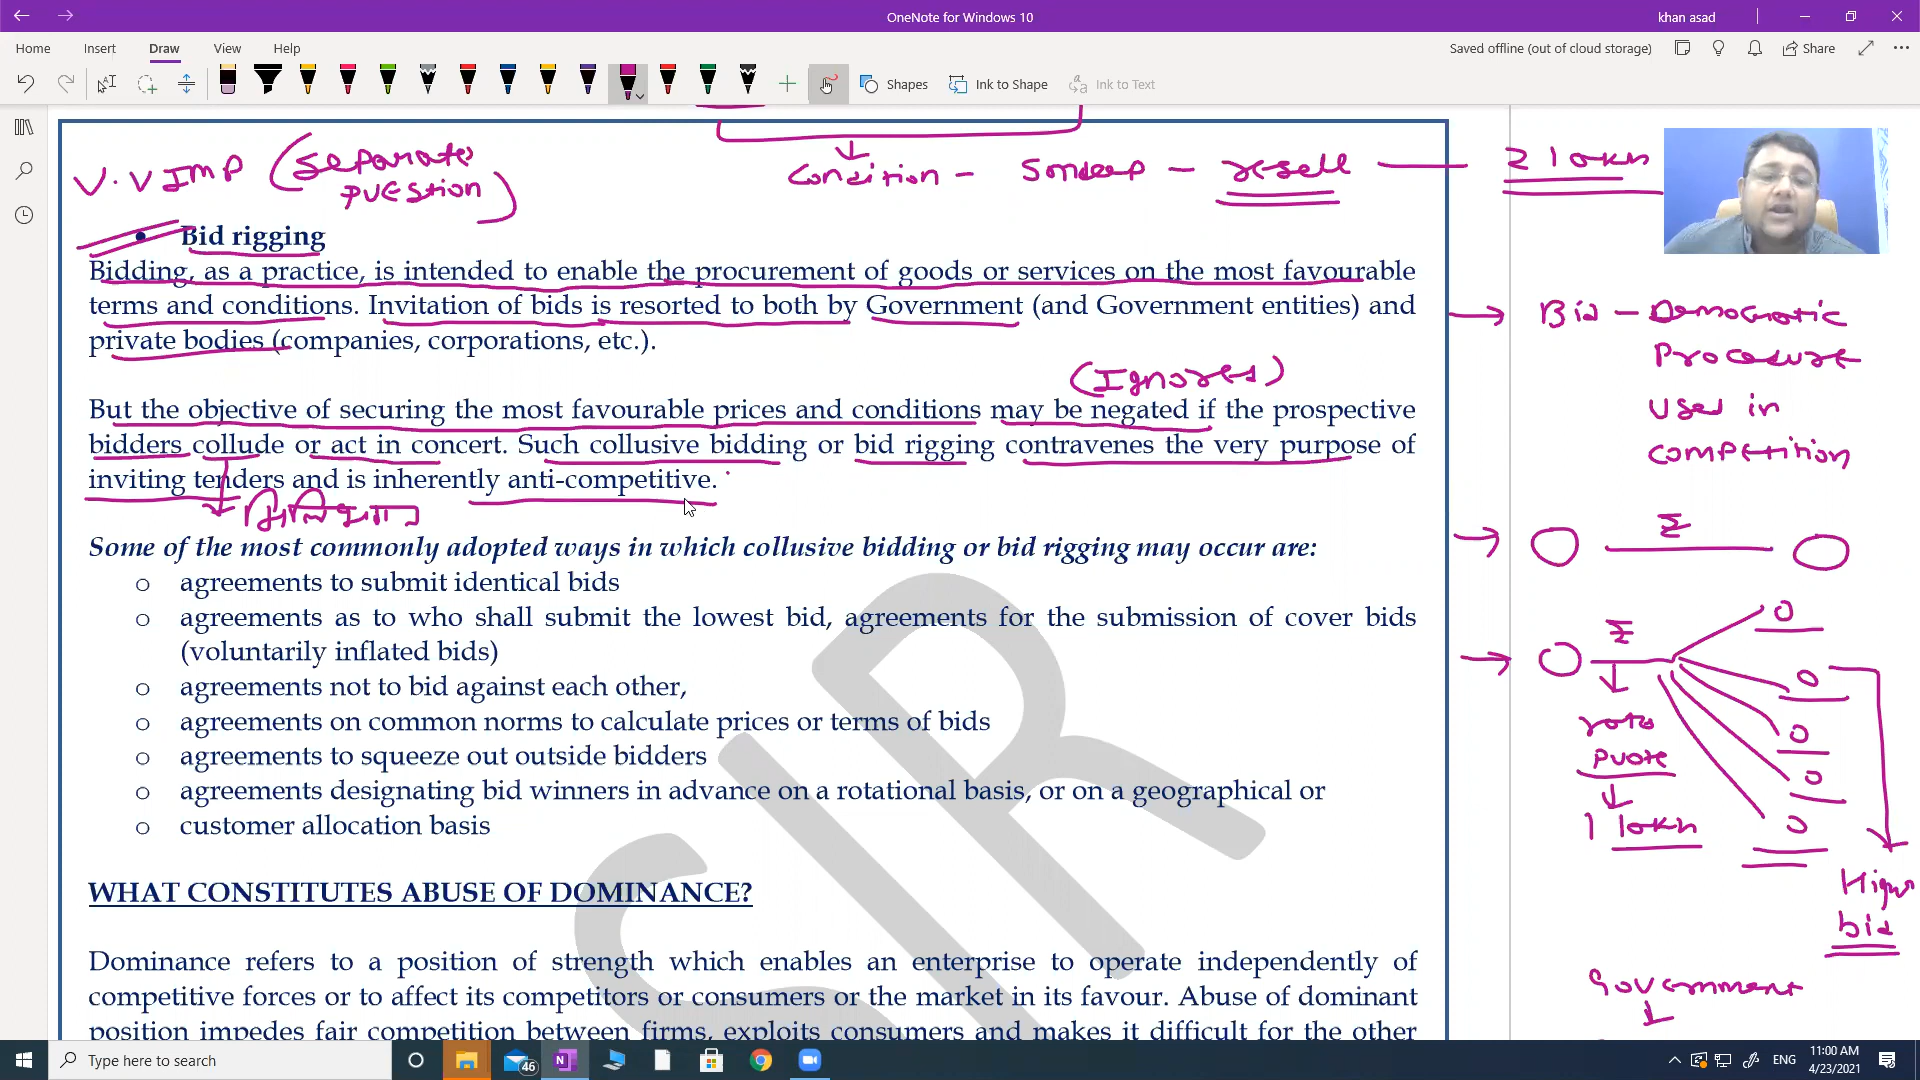 OneNote for Windows 10
khan asad
Home Insert Draw View Help
Saved offline (out of cloud storage)
Share
Shapes
Ink to Shape
Ink to Text
V.V IMP (separate question)
Condition - Sandeep - resell — 2 lakh
• Bid rigging
Bidding, as a practice, is intended to enable the procurement of goods or services on the most favourable
terms and conditions. Invitation of bids is resorted to both by Government (and Government entities) and
private bodies (companies, corporations, etc.).
(Ignores)
But the objective of securing the most favourable prices and conditions may be negated if the prospective
bidders collude or act in concert. Such collusive bidding or bid rigging contravenes the very purpose of
inviting tenders and is inherently anti-competitive.
Some of the most commonly adopted ways in which collusive bidding or bid rigging may occur are:
o agreements to submit identical bids
o agreements as to who shall submit the lowest bid, agreements for the submission of cover bids
(voluntarily inflated bids)
o agreements not to bid against each other,
o agreements on common norms to calculate prices or terms of bids
o agreements to squeeze out outside bidders
o agreements designating bid winners in advance on a rotational basis, or on a geographical or
o customer allocation basis
WHAT CONSTITUTES ABUSE OF DOMINANCE?
Dominance refers to a position of strength which enables an enterprise to operate independently of
competitive forces or to affect its competitors or consumers or the market in its favour. Abuse of dominant
position impedes fair competition between firms, exploits consumers and makes it difficult for the other
SIR
Bid - Democratic
Procedure
Used in
competition
rate
quote
1 lakh
bid
Government
Type here to search
46
ENG
11:00 AM
4/23/2021